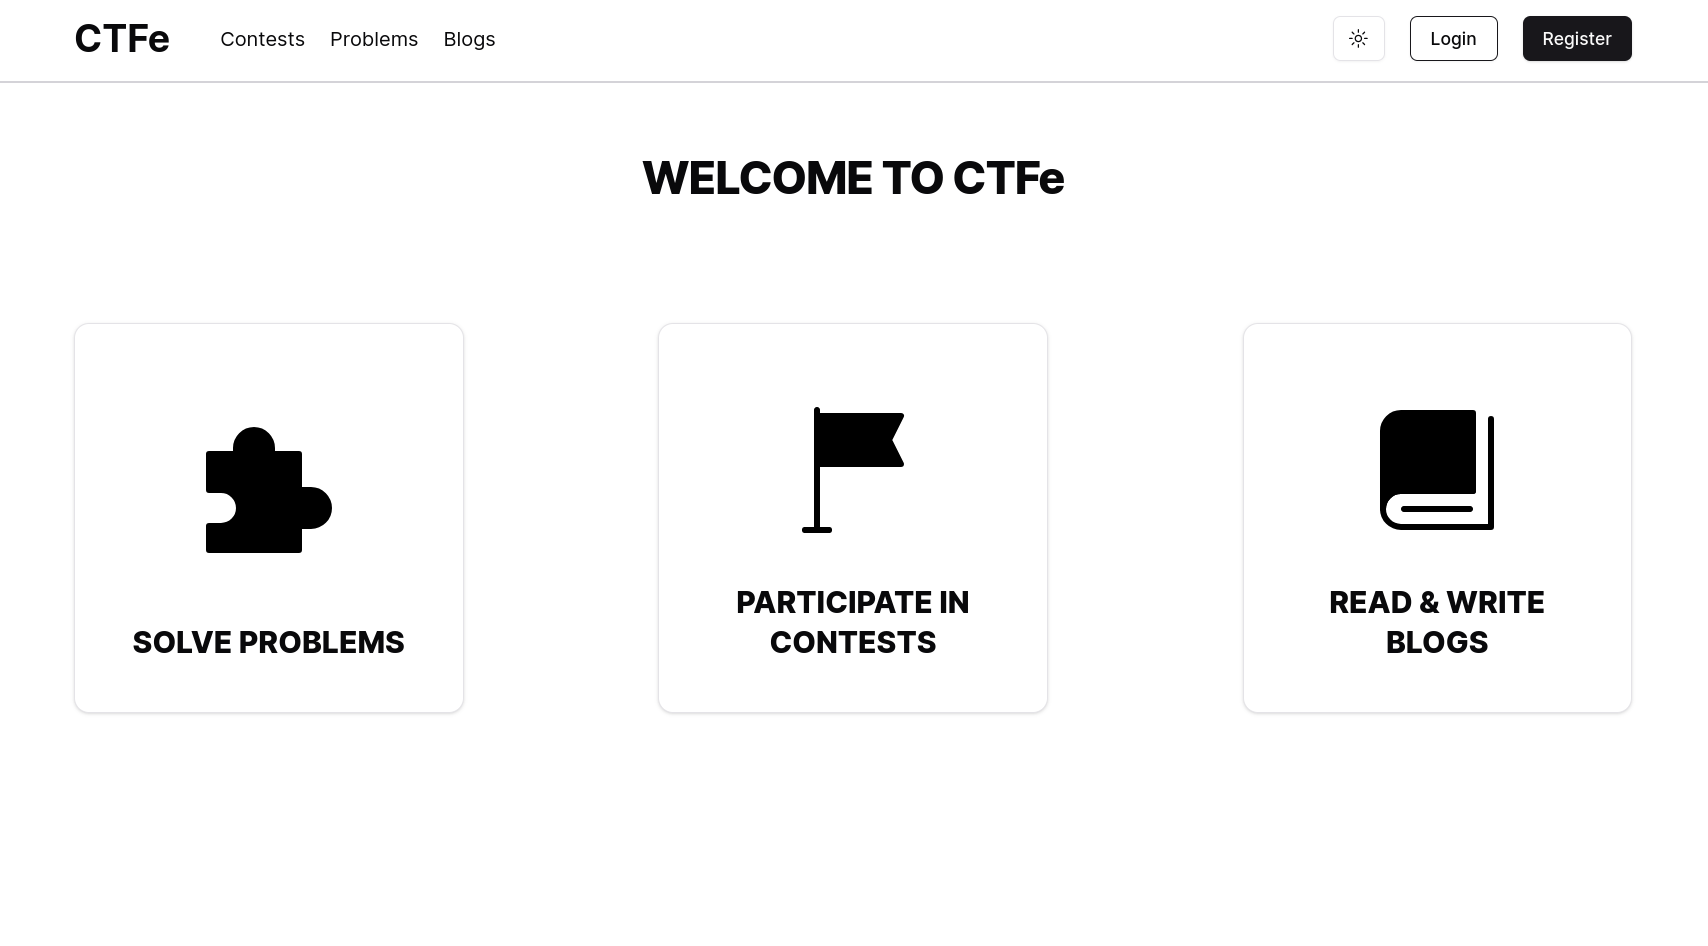 CTFe
Contests
Problems
Blogs
Login
Register
WELCOME TO CTFe
SOLVE PROBLEMS
PARTICIPATE IN
CONTESTS
READ & WRITE
BLOGS